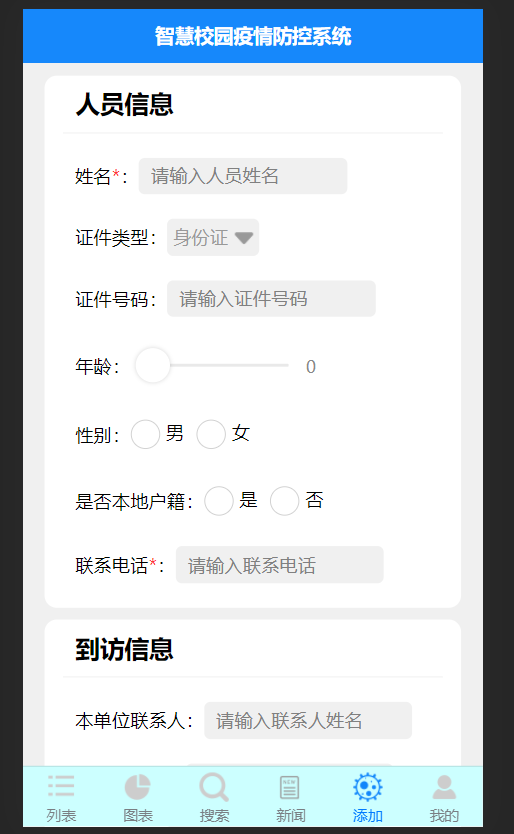 智慧校园疫情防控系统
人员信息
姓名*： 请输入人员姓名
证件类型： 身份证
证件号码： 请输入证件号码
年龄： 0
性别： 男 女
是否本地户籍： 是 否
联系电话*： 请输入联系电话
到访信息
本单位联系人： 请输入联系人姓名
NEW
列表 图表 搜索 新闻 添加 我的